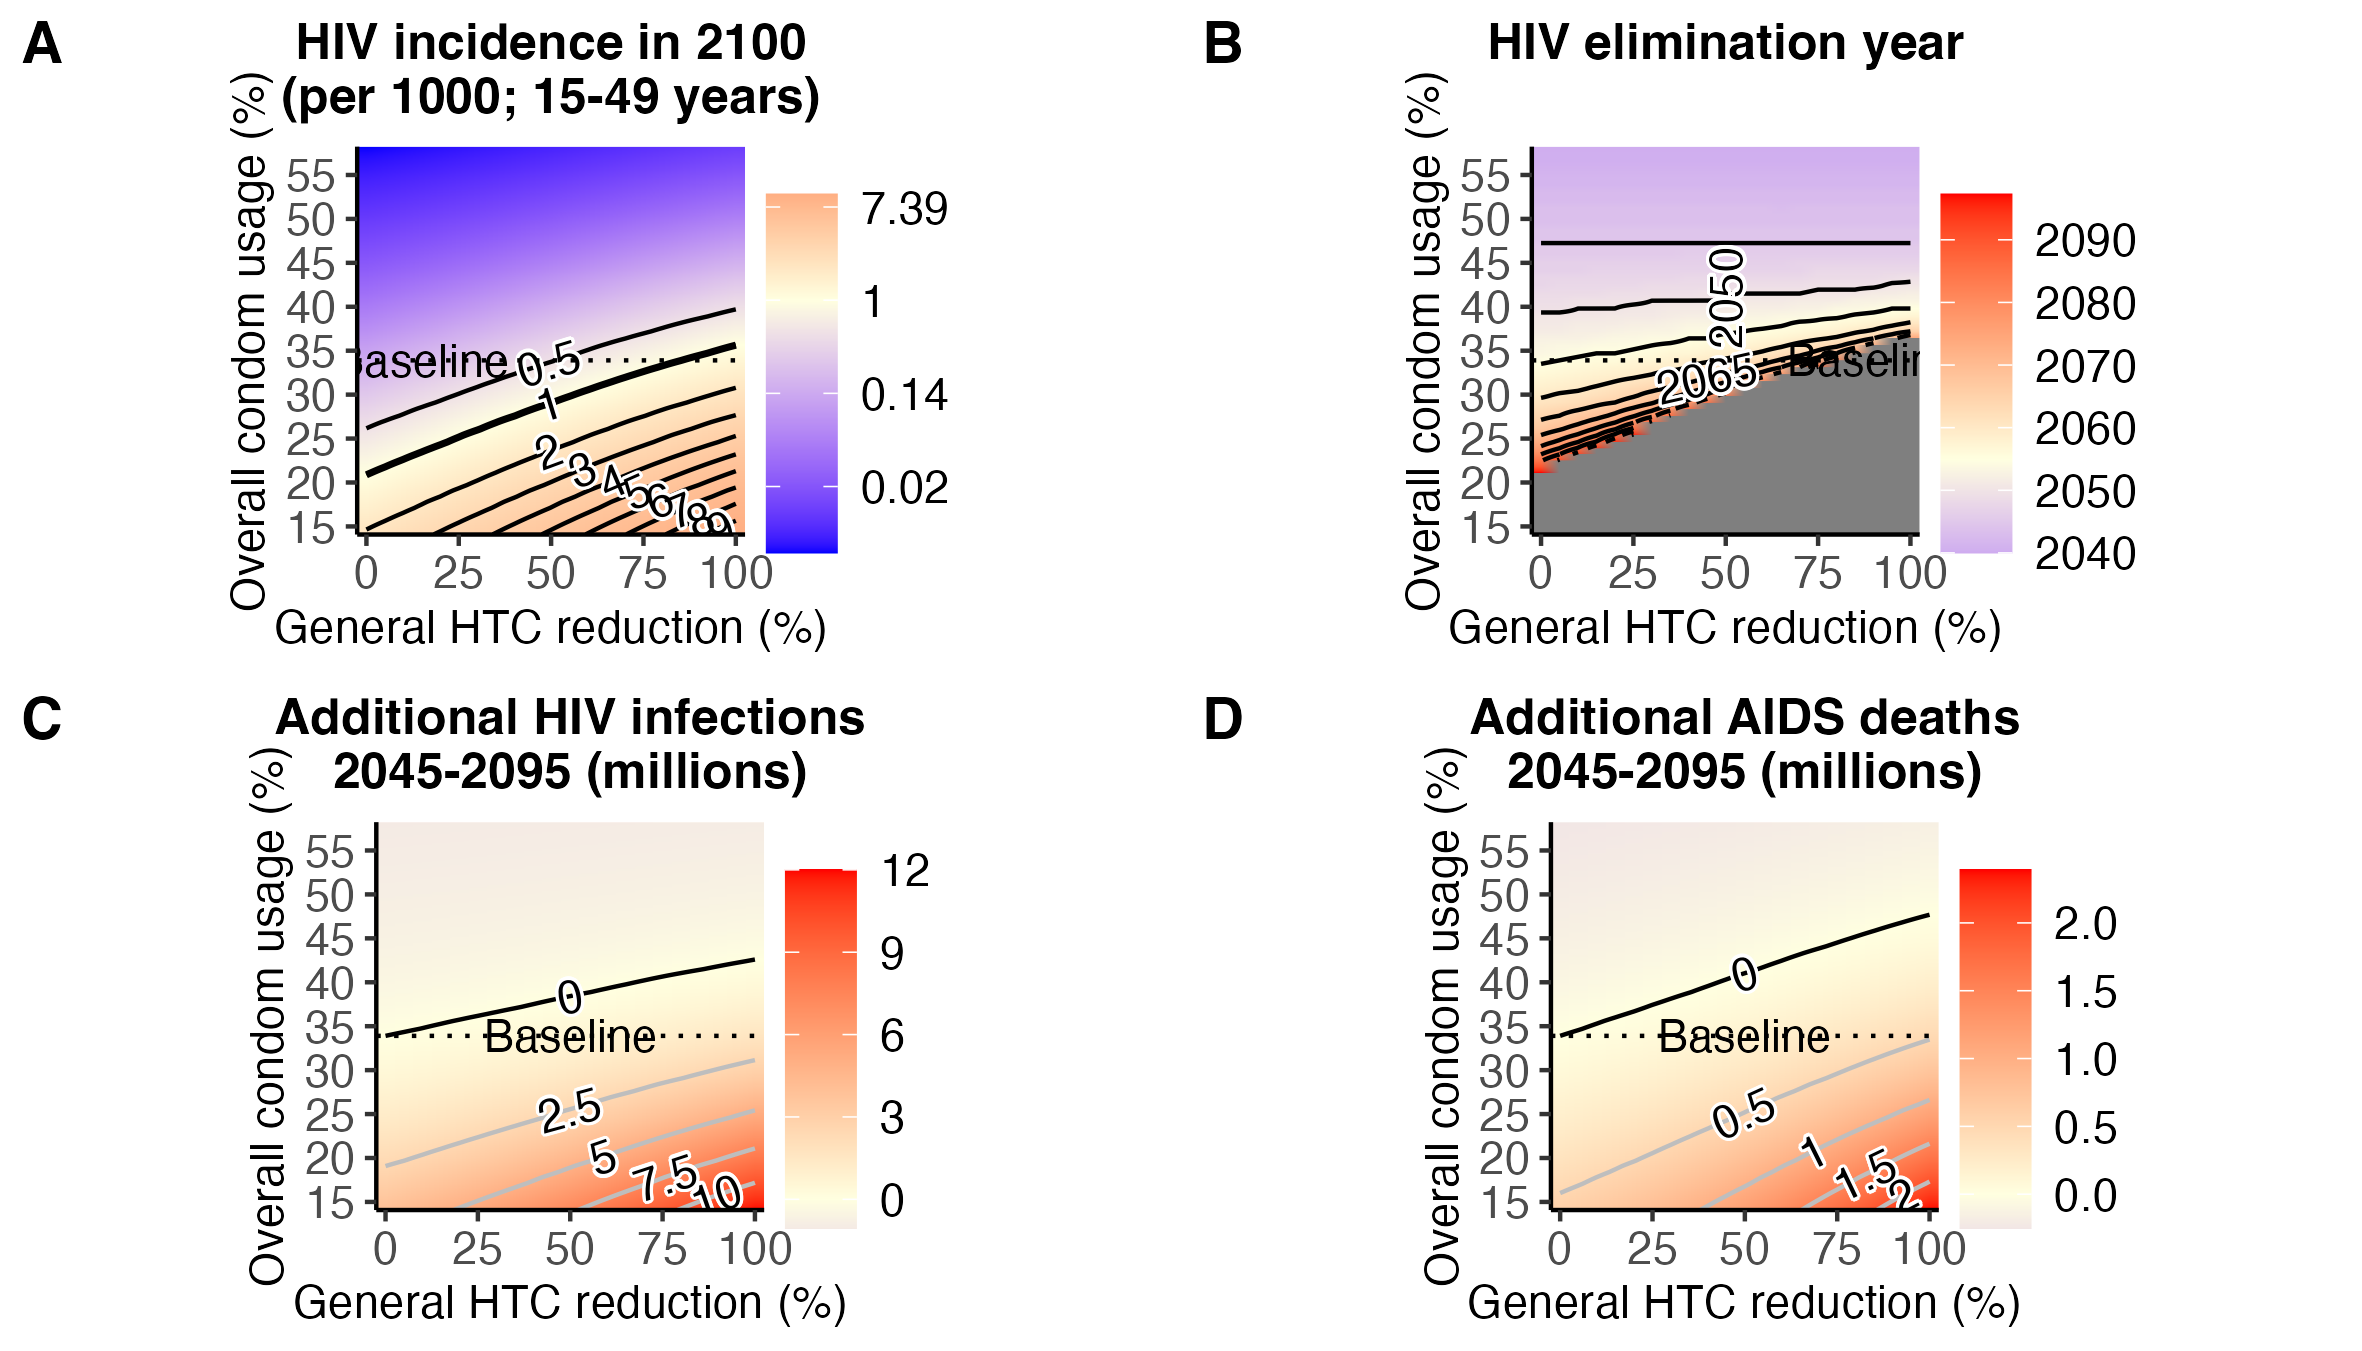 A
HIV incidence in 2100
(per 1000; 15-49 years)
Overall condom usage (%)
55
50
45
40
35
30
25
20
15
Baseline
0.5
1
2
3
4
5
6
7
8
9
0 25 50 75 100
General HTC reduction (%)
7.39
1
0.14
0.02
B
HIV elimination year
Overall condom usage (%)
55
50
45
40
35
30
25
20
15
2050
2065
Baselin
0 25 50 75 100
General HTC reduction (%)
2090
2080
2070
2060
2050
2040
C
Additional HIV infections
2045-2095 (millions)
Overall condom usage (%)
55
50
45
40
35
30
25
20
15
0
Baseline
2.5
5
7.5
10
0 25 50 75 100
General HTC reduction (%)
12
9
6
3
0
D
Additional AIDS deaths
2045-2095 (millions)
Overall condom usage (%)
55
50
45
40
35
30
25
20
15
0
Baseline
0.5
1
1.5
2
0 25 50 75 100
General HTC reduction (%)
2.0
1.5
1.0
0.5
0.0